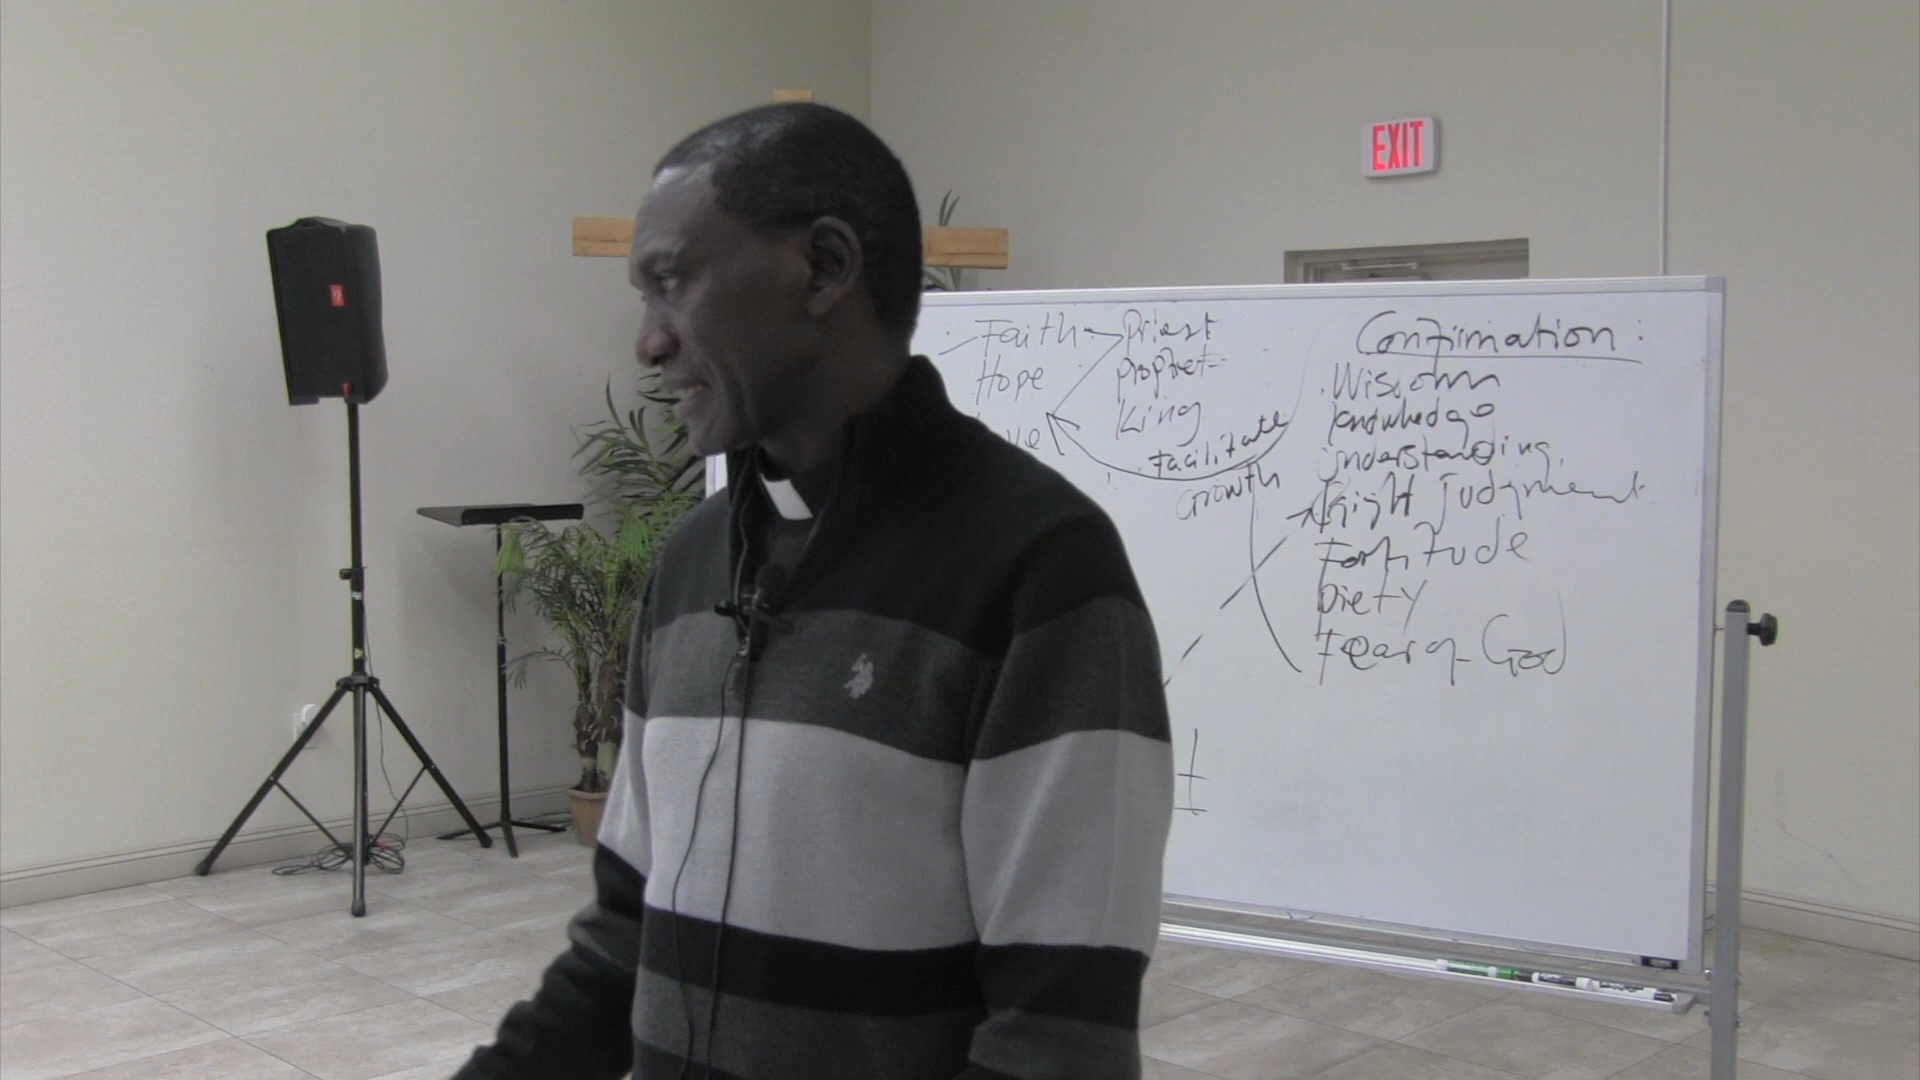 EXIT
Faith
Hope
ve
Priest
prophet
King
Facilitate
Growth
Confirmation :
. Wisdom
knowledge
understanding,
Right Judgment
Fortitude
Piety
Fear of God